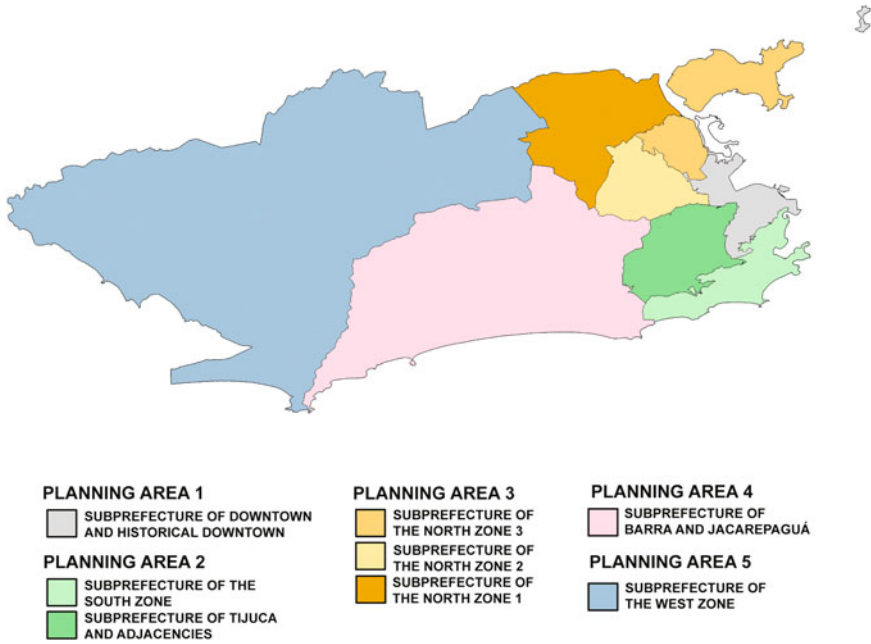 PLANNING AREA 1
SUBPREFECTURE OF DOWNTOWN
AND HISTORICAL DOWNTOWN
PLANNING AREA 2
SUBPREFECTURE OF THE
SOUTH ZONE
SUBPREFECTURE OF TIJUCA
AND ADJACENCIES
PLANNING AREA 3
SUBPREFECTURE OF
THE NORTH ZONE 3
SUBPREFECTURE OF
THE NORTH ZONE 2
SUBPREFECTURE OF
THE NORTH ZONE 1
PLANNING AREA 4
SUBPREFECTURE OF
BARRA AND JACAREPAGUÁ
PLANNING AREA 5
SUBPREFECTURE OF
THE WEST ZONE